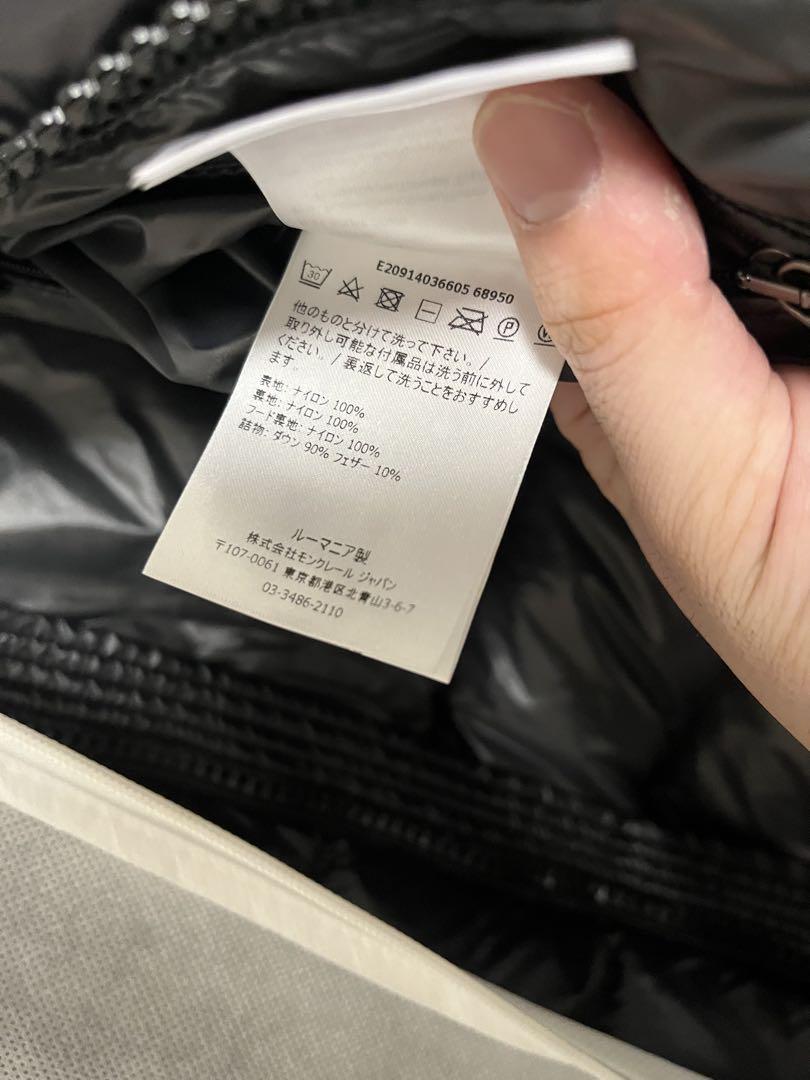 E20914036605 68950
30
P
W
他のものと分けて洗って下さい。/
取り外し可能な付属品は洗う前に外して
ください。/ 裏返して洗うことをおすすめし
ます。
表地: ナイロン 100%
裏地: ナイロン 100%
フード裏地: ナイロン 100%
詰物: ダウン 90% フェザー 10%
ルーマニア製
株式会社モンクレール ジャパン
〒107-0061 東京都港区北青山3-6-7
03-3486-2110